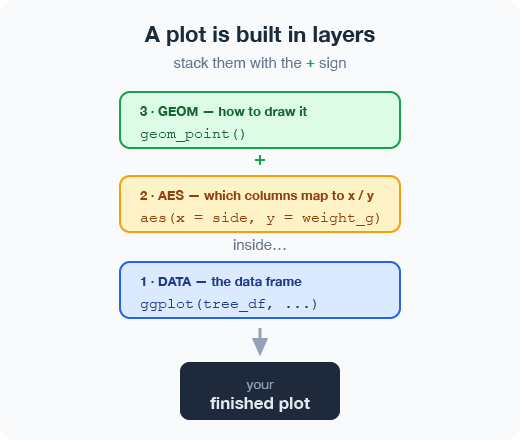 A plot is built in layers
stack them with the + sign
3 · GEOM — how to draw it
geom_point()
+
2 · AES — which columns map to x / y
aes(x = side, y = weight_g)
inside…
1 · DATA — the data frame
ggplot(tree_df, ...)
your
finished plot